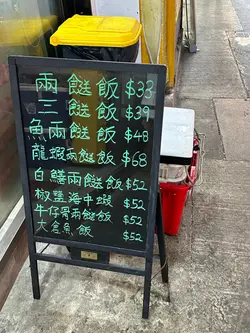 兩餸飯 $33
三餸飯 $39
魚兩餸飯 $48
龍蝦兩餸飯 $68
白鱔兩餸飯 $52
椒鹽海中蝦 $52
牛仔骨兩餸飯 $52
大倉魚飯 $52